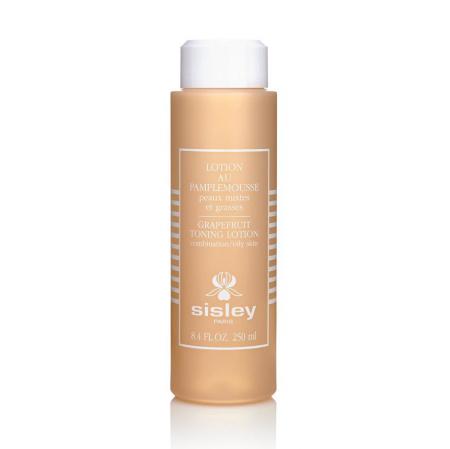 LOTION
AU
PAMPLEMOUSSE
peaux mixtes
et grasses
GRAPEFRUIT
TONING LOTION
combination/oily skin
sisley
PARIS
8.4 FL.OZ. 250 ml